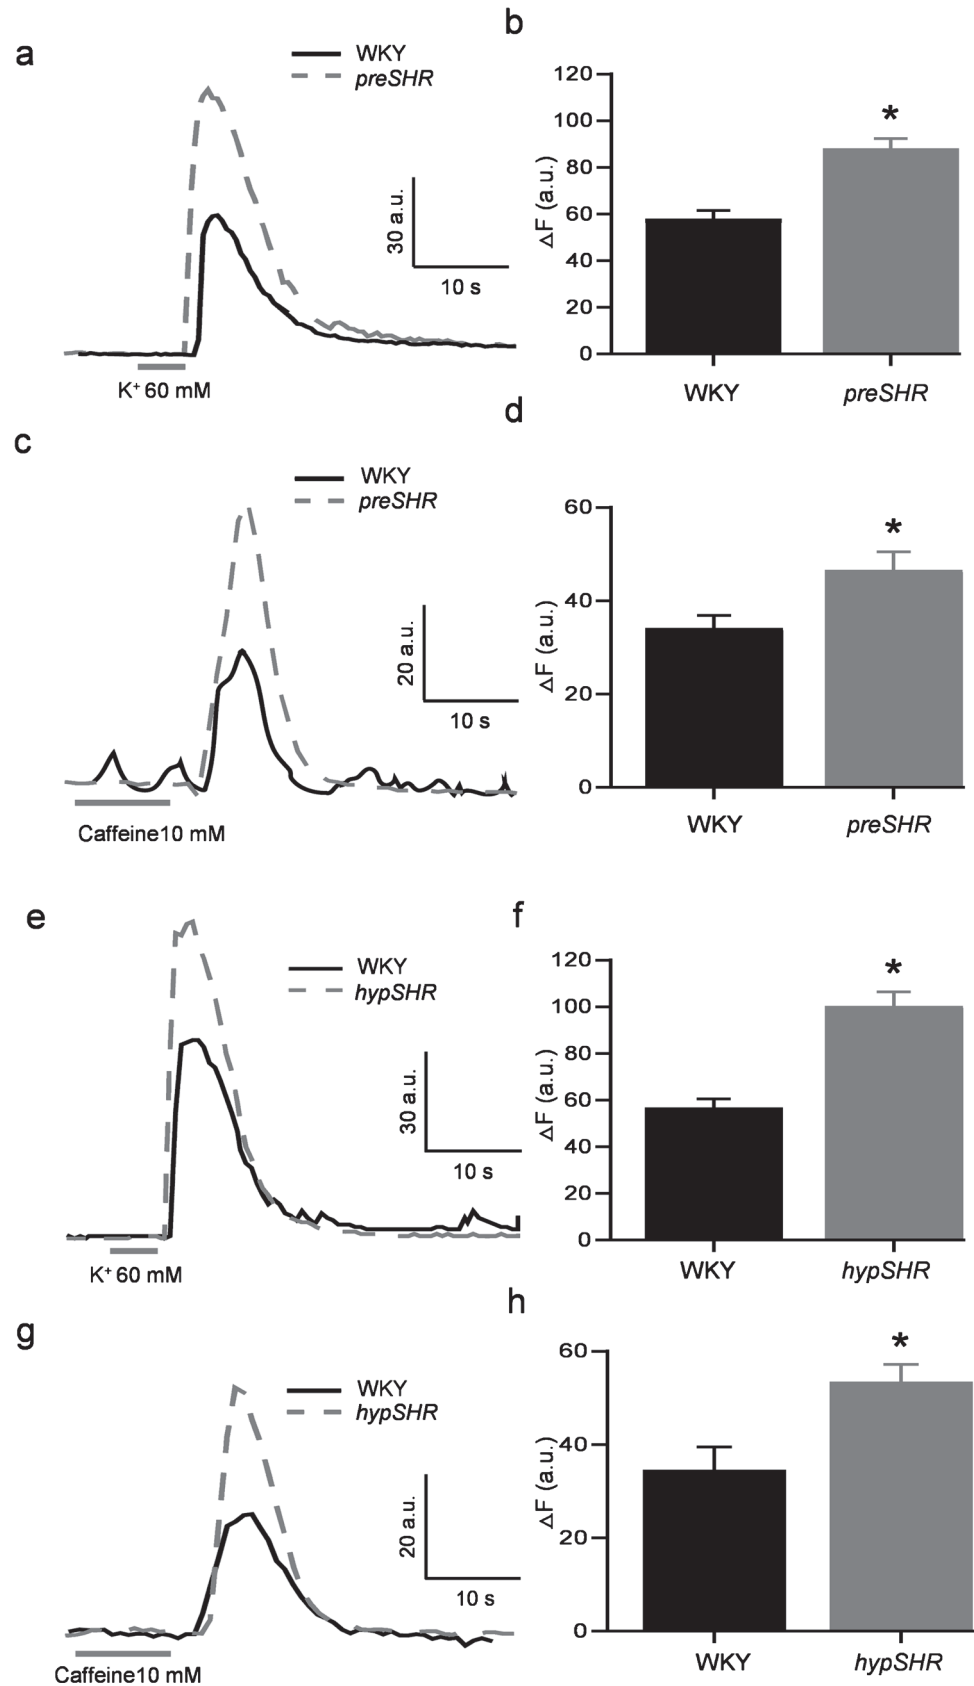 a
WKY
preSHR
30 a.u.
10 s
K⁺ 60 mM
b
120
100
80
60
40
20
0
ΔF (a.u.)
*
WKY
preSHR
c
WKY
preSHR
20 a.u.
10 s
Caffeine10 mM
d
60
40
20
0
ΔF (a.u.)
*
WKY
preSHR
e
WKY
hypSHR
30 a.u.
10 s
K⁺ 60 mM
f
120
100
80
60
40
20
0
ΔF (a.u.)
*
WKY
hypSHR
g
WKY
hypSHR
20 a.u.
10 s
Caffeine10 mM
h
60
40
20
0
ΔF (a.u.)
*
WKY
hypSHR